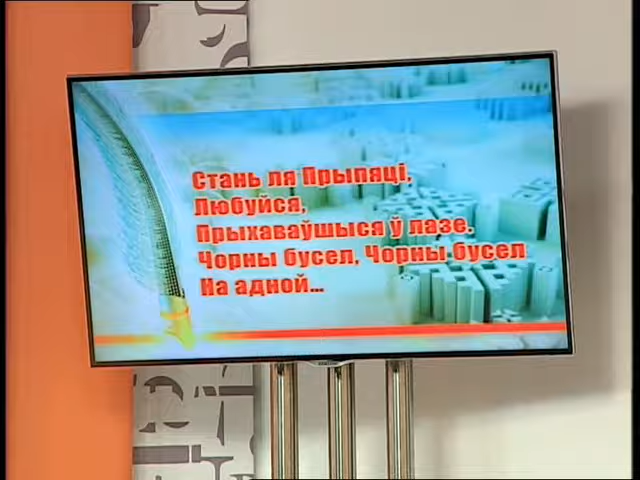 Стань ля Прыпяці,
Любуйся,
Прыхаваўшыся ў лазе.
Чорны бусел, Чорны бусел
На адной...